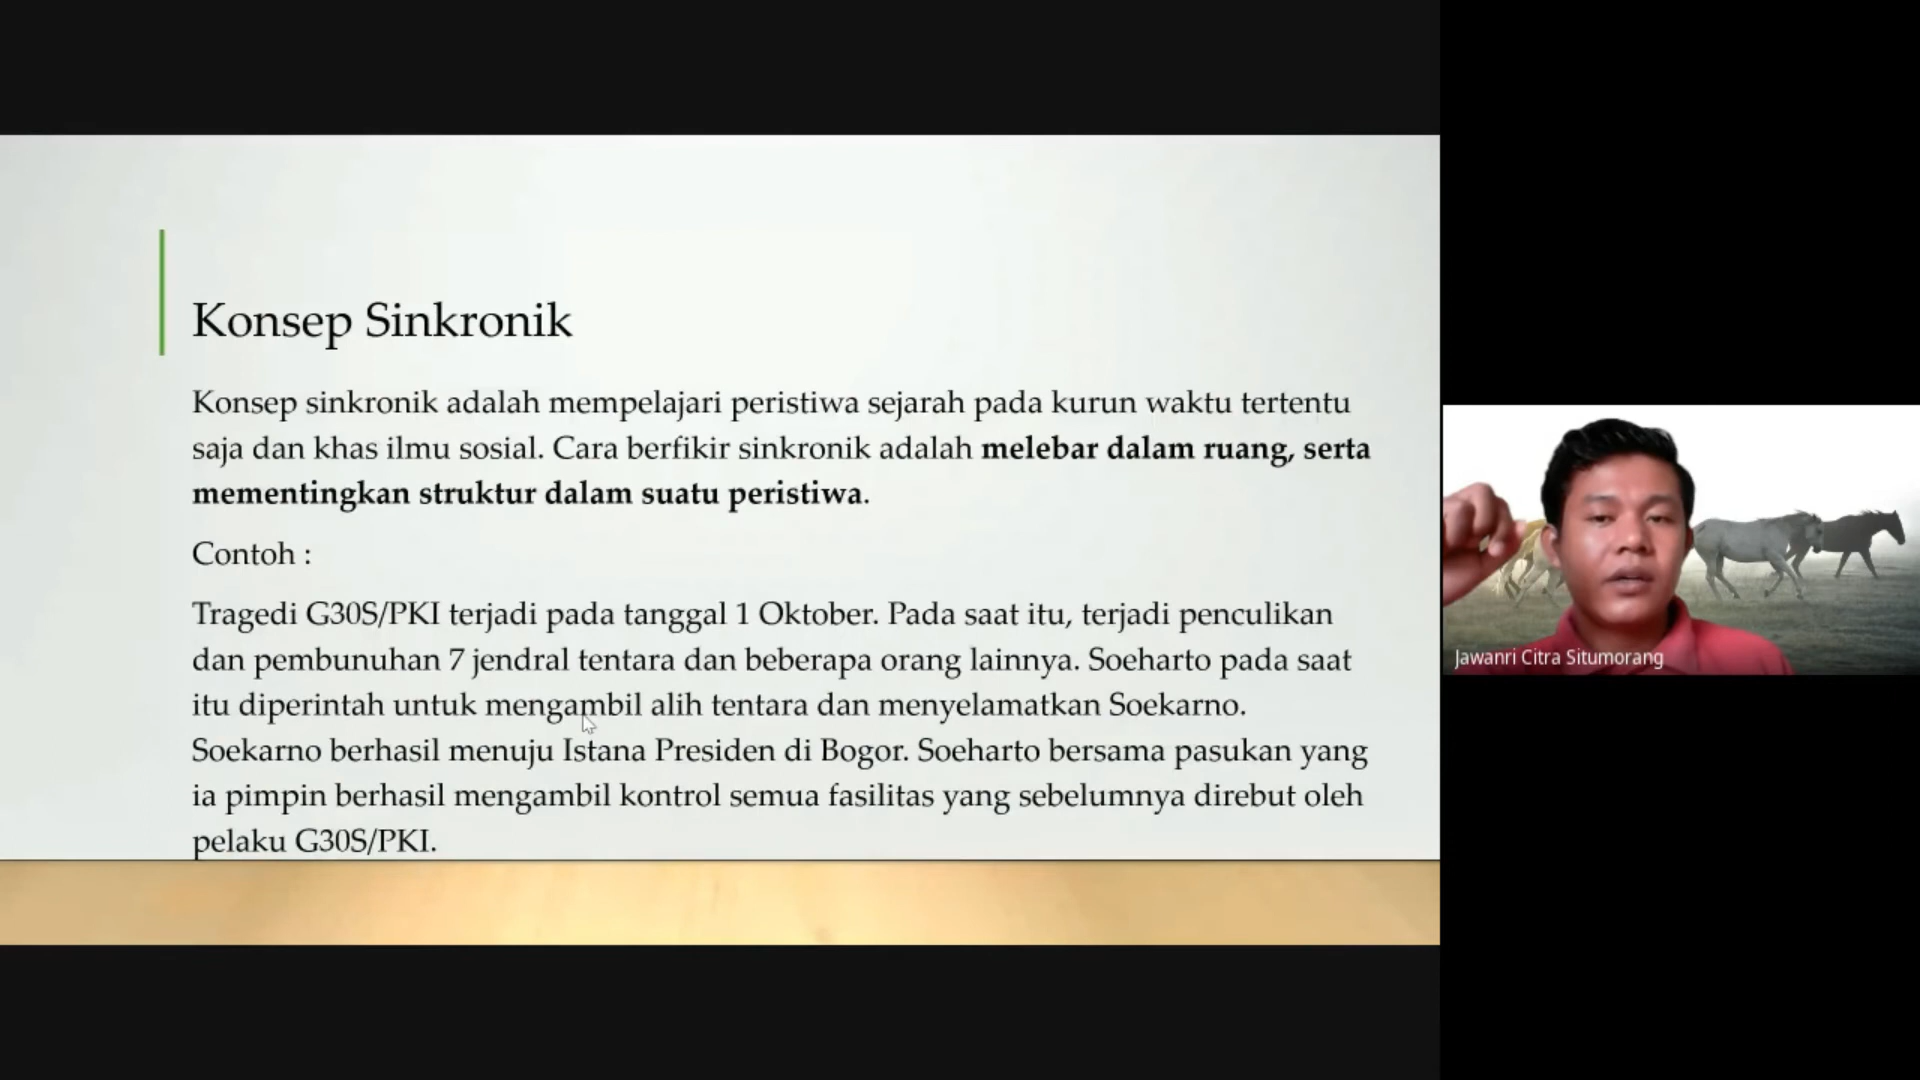 Konsep Sinkronik
Konsep sinkronik adalah mempelajari peristiwa sejarah pada kurun waktu tertentu
saja dan khas ilmu sosial. Cara berfikir sinkronik adalah melebar dalam ruang, serta
mementingkan struktur dalam suatu peristiwa.
Contoh :
Tragedi G30S/PKI terjadi pada tanggal 1 Oktober. Pada saat itu, terjadi penculikan
dan pembunuhan 7 jendral tentara dan beberapa orang lainnya. Soeharto pada saat
itu diperintah untuk mengambil alih tentara dan menyelamatkan Soekarno.
Soekarno berhasil menuju Istana Presiden di Bogor. Soeharto bersama pasukan yang
ia pimpin berhasil mengambil kontrol semua fasilitas yang sebelumnya direbut oleh
pelaku G30S/PKI.
Jawanri Citra Situmorang